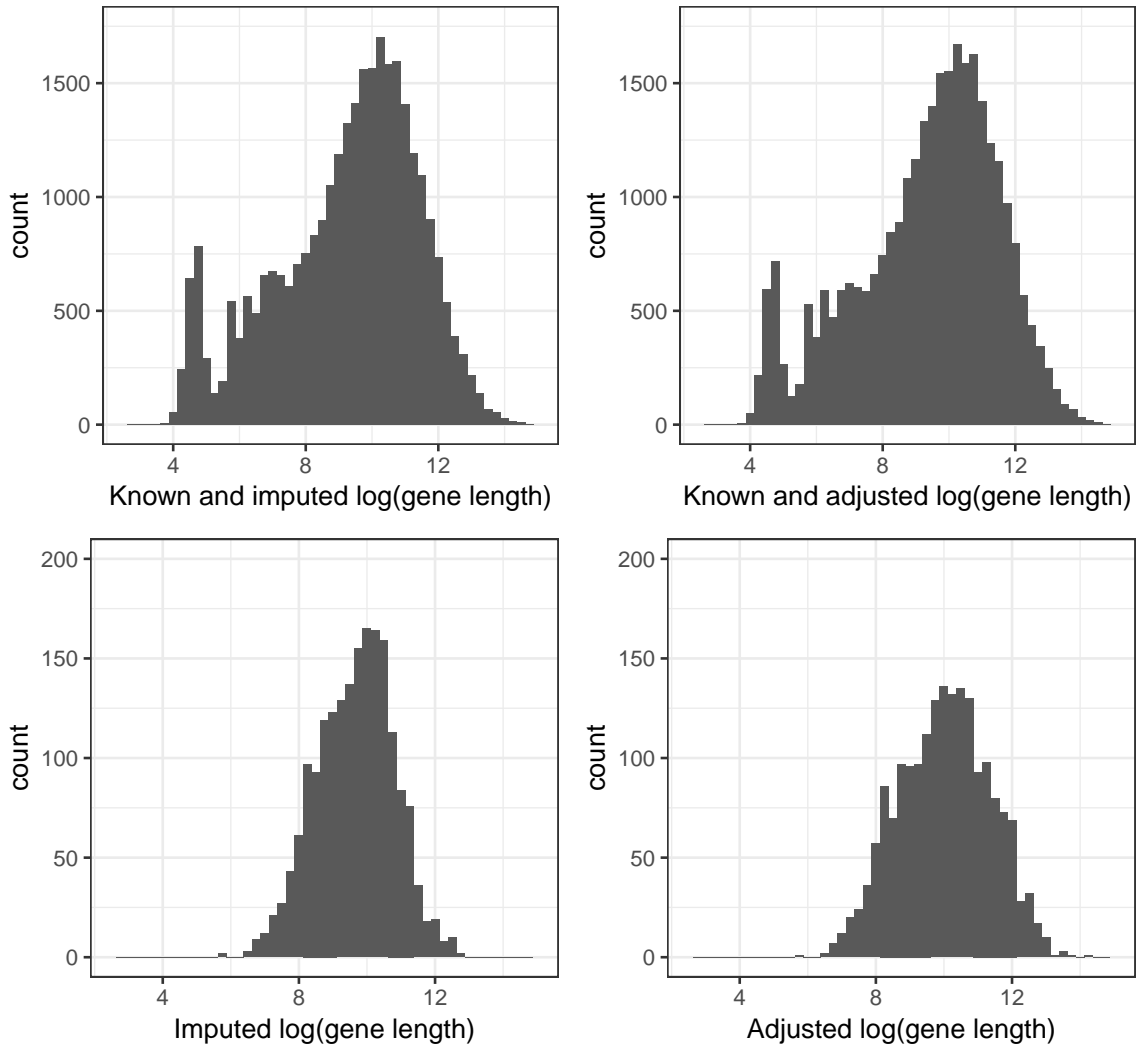 1500
1000
500
0
count
4 8 12
Known and imputed log(gene length)
1500
1000
500
0
count
4 8 12
Known and adjusted log(gene length)
200
150
100
50
0
count
4 8 12
Imputed log(gene length)
200
150
100
50
0
count
4 8 12
Adjusted log(gene length)